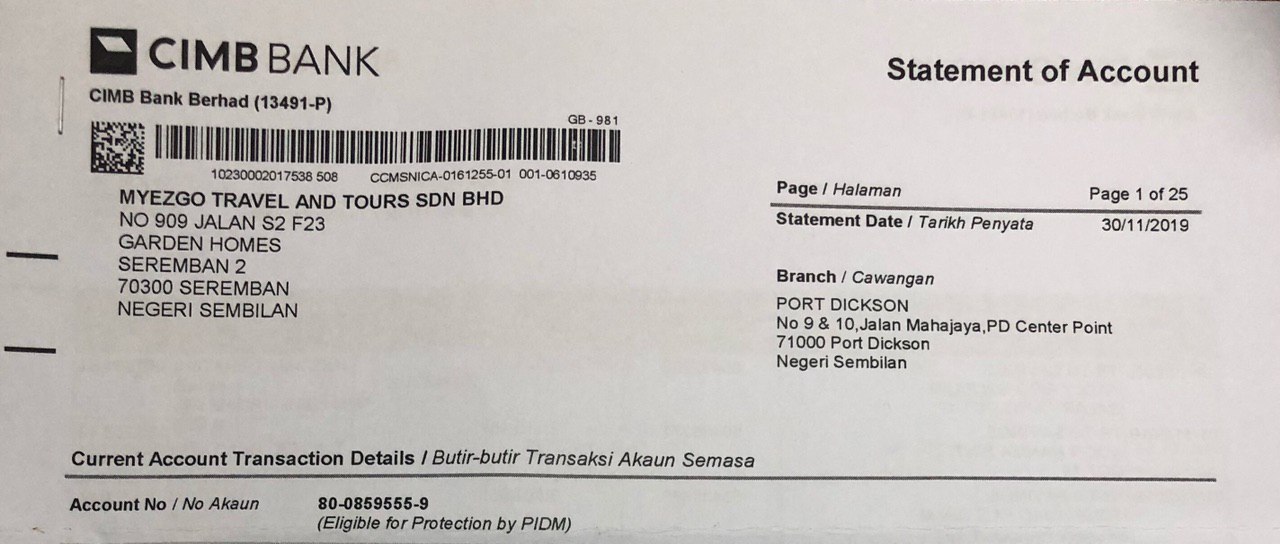 CIMB BANK
Statement of Account
CIMB Bank Berhad (13491-P)
GB - 981
10230002017538 508 CCMSNICA-0161255-01 001-0610935
MYEZGO TRAVEL AND TOURS SDN BHD
NO 909 JALAN S2 F23
GARDEN HOMES
SEREMBAN 2
70300 SEREMBAN
NEGERI SEMBILAN
Page / Halaman Page 1 of 25
Statement Date / Tarikh Penyata 30/11/2019
Branch / Cawangan
PORT DICKSON
No 9 & 10,Jalan Mahajaya,PD Center Point
71000 Port Dickson
Negeri Sembilan
Current Account Transaction Details / Butir-butir Transaksi Akaun Semasa
Account No / No Akaun 80-0859555-9
(Eligible for Protection by PIDM)